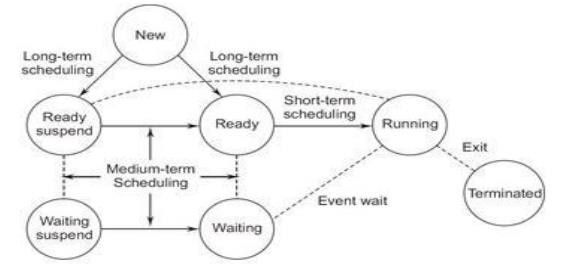 New
Long-term
scheduling
Long-term
scheduling
Ready
suspend
Ready
Short-term
scheduling
Running
Exit
Medium-term
Scheduling
Terminated
Event wait
Waiting
suspend
Waiting